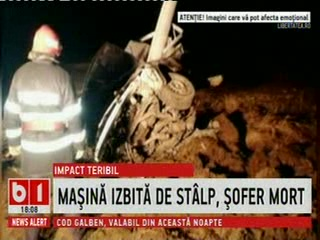 ATENȚIE! Imagini care vă pot afecta emoțional
LIBERTATEA.RO
IMPACT TERIBIL
B1
MAȘINĂ IZBITĂ DE STÂLP, ȘOFER MORT
18:08
NEWS ALERT
COD GALBEN, VALABIL DIN ACEASTĂ NOAPTE